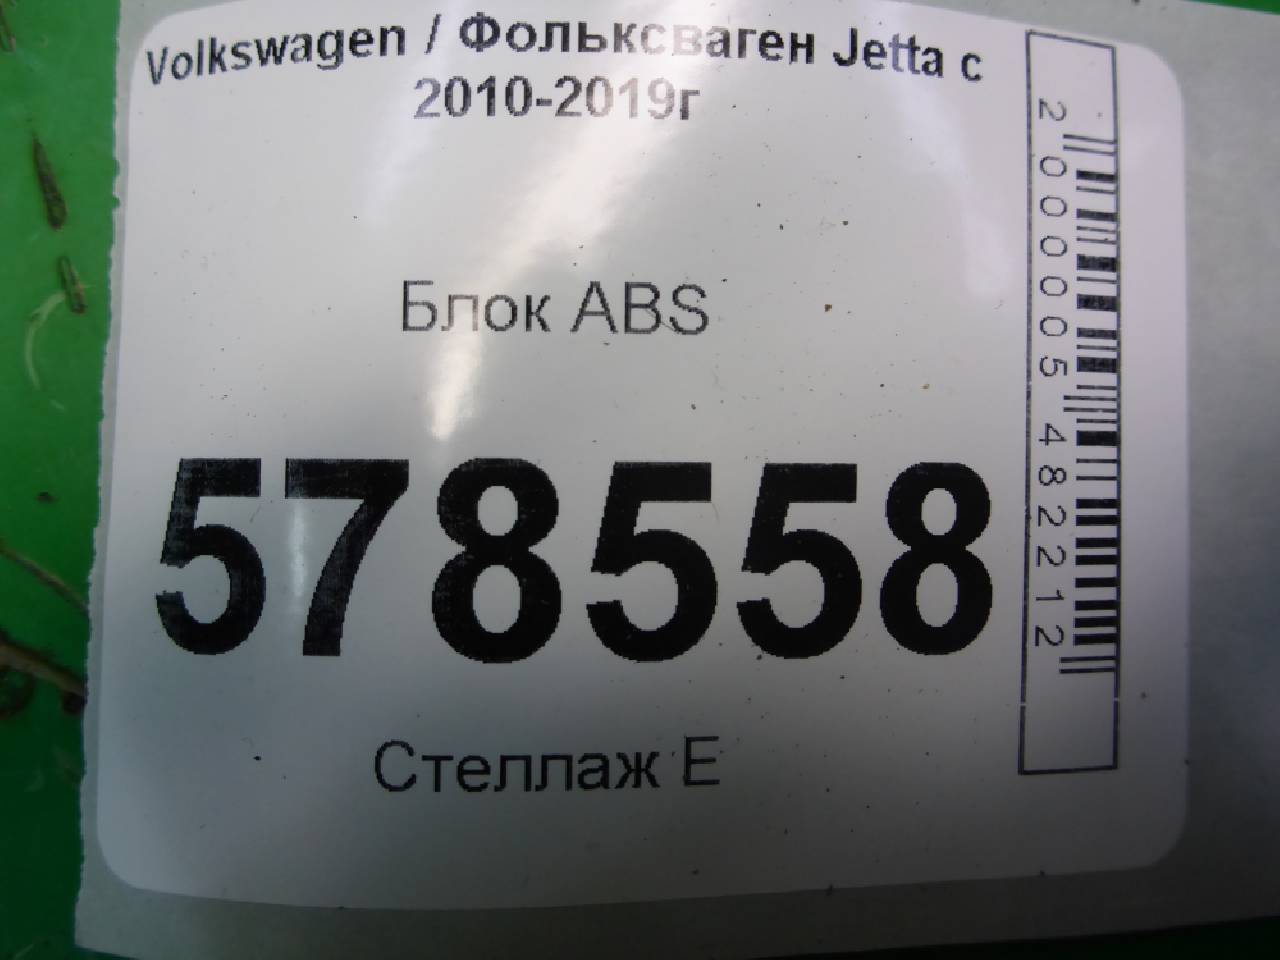 Volkswagen / Фольксваген Jetta с
2010-2019г
Блок ABS
578558
Стеллаж E
2000005482212